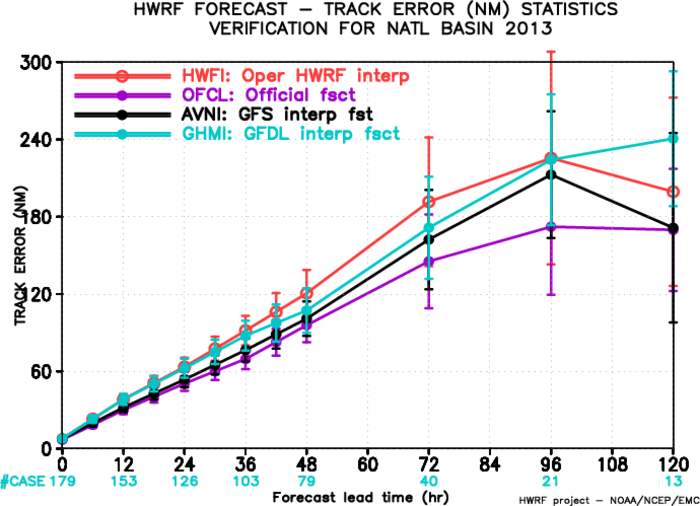 HWRF FORECAST – TRACK ERROR (NM) STATISTICS
VERIFICATION FOR NATL BASIN 2013
HWFI: Oper HWRF interp
OFCL: Official fsct
AVNI: GFS interp fst
GHMI: GFDL interp fsct
TRACK ERROR (NM)
300
240
180
120
60
0
0 12 24 36 48 60 72 84 96 108 120
#CASE 179 153 126 103 79 40 21 13
Forecast lead time (hr)
HWRF project – NOAA/NCEP/EMC